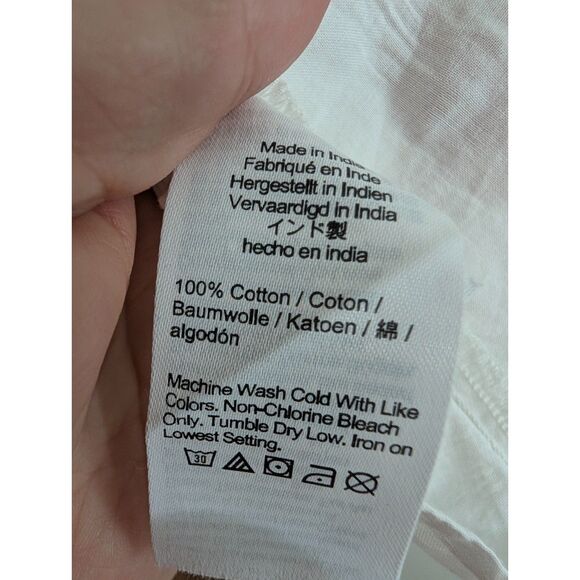 Made in India
Fabriqué en Inde
Hergestellt in Indien
Vervaardigd in India
インド製
hecho en india
100% Cotton / Coton /
Baumwolle / Katoen / 綿 /
algodón
Machine Wash Cold With Like
Colors. Non-Chlorine Bleach
Only. Tumble Dry Low. Iron on
Lowest Setting.
30